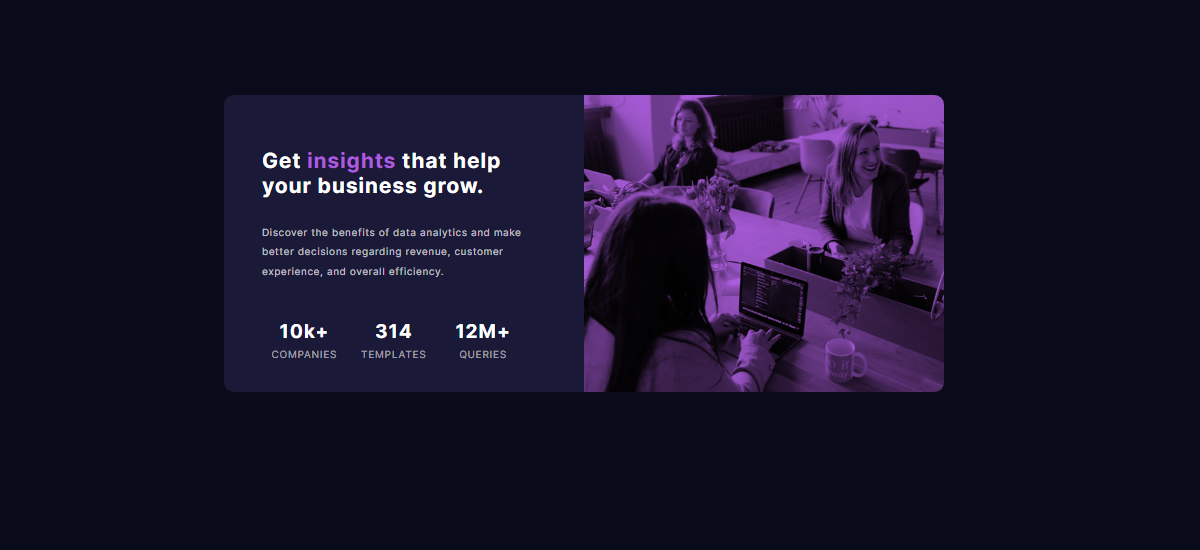 Get insights that help
your business grow.
Discover the benefits of data analytics and make
better decisions regarding revenue, customer
experience, and overall efficiency.
10k+ 314 12M+
COMPANIES TEMPLATES QUERIES